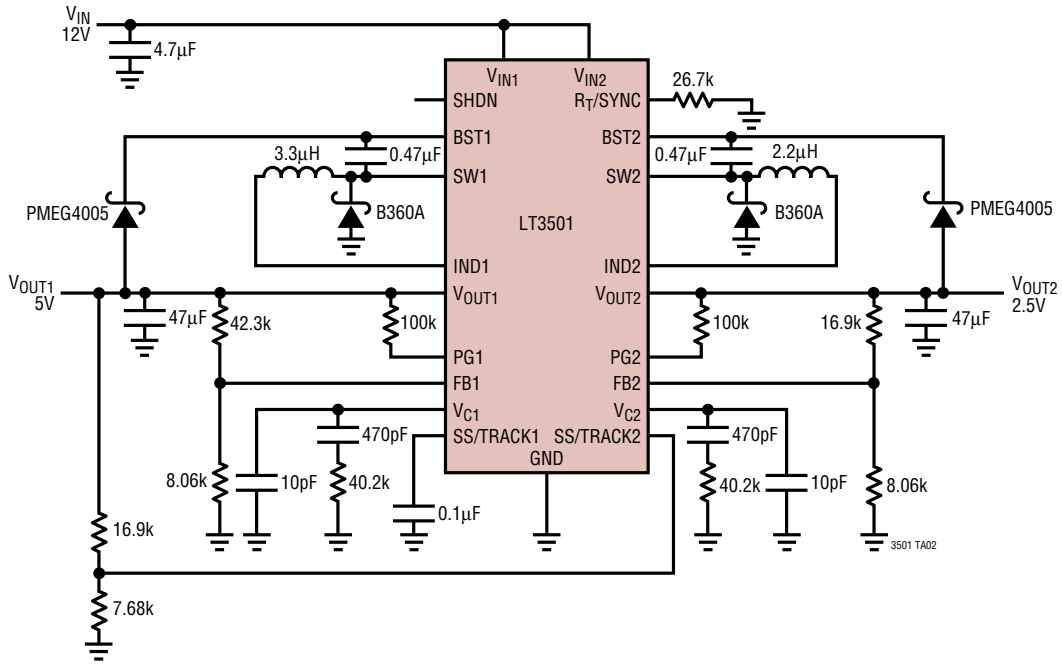 VIN
12V
4.7µF
VIN1
VIN2
SHDN
RT/SYNC
26.7k
BST1
BST2
3.3µH
0.47µF
0.47µF
2.2µH
SW1
SW2
PMEG4005
B360A
LT3501
B360A
PMEG4005
IND1
IND2
VOUT1
5V
VOUT1
VOUT2
VOUT2
2.5V
47µF
42.3k
100k
100k
16.9k
47µF
PG1
PG2
FB1
FB2
VC1
VC2
470pF
SS/TRACK1
SS/TRACK2
470pF
GND
8.06k
10pF
40.2k
40.2k
10pF
8.06k
0.1µF
16.9k
3501 TA02
7.68k